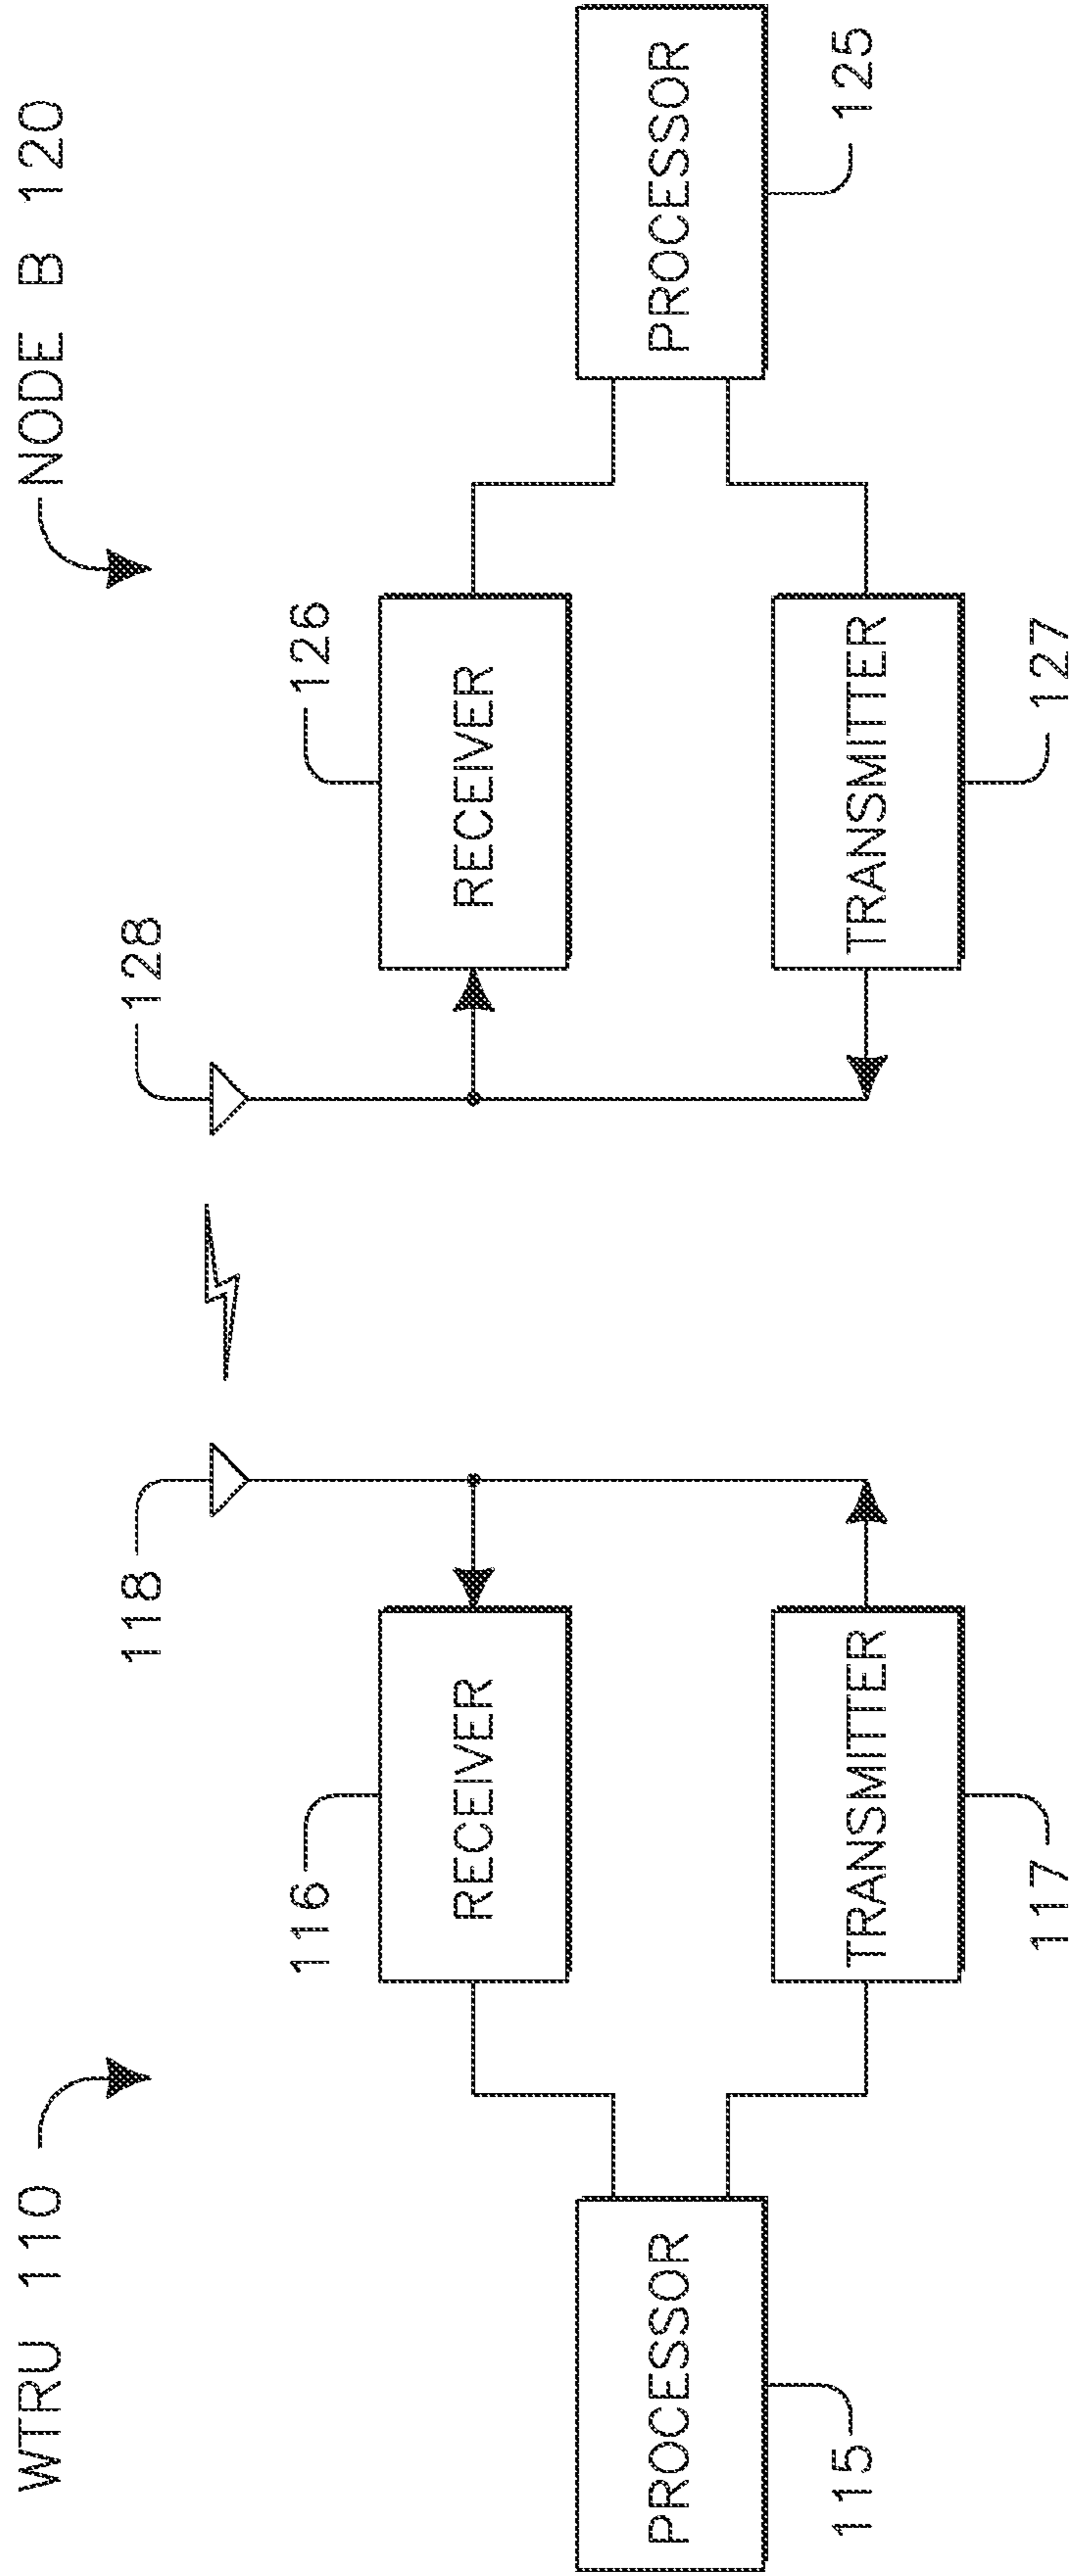 WTRU 110
NODE B 120
118
128
116
126
RECEIVER
RECEIVER
PROCESSOR
PROCESSOR
115
125
TRANSMITTER
TRANSMITTER
117
127